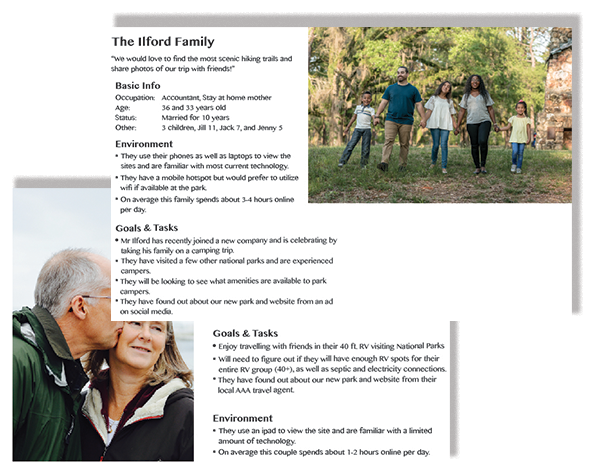 The Ilford Family
"We would love to find the most scenic hiking trails and
share photos of our trip with friends!"
Basic Info
Occupation: Accountant, Stay at home mother
Age: 36 and 33 years old
Status: Married for 10 years
Other: 3 children, Jill 11, Jack 7, and Jenny 5
Environment
• They use their phones as well as laptops to view the
sites and are familiar with most current technology.
• They have a mobile hotspot but would prefer to utilize
wifi if available at the park.
• On average this family spends about 3-4 hours online
per day.
Goals & Tasks
• Mr Ilford has recently joined a new company and is celebrating by
taking his family on a camping trip.
• They have visited a few other national parks and are experienced
campers.
• They will be looking to see what amenities are available to park
campers.
• They have found out about our new park and website from an ad
on social media.
Goals & Tasks
• Enjoy travelling with friends in their 40 ft. RV visiting National Parks
• Will need to figure out if they will have enough RV spots for their
entire RV group (40+), as well as septic and electricity connections.
• They have found out about our new park and website from their
local AAA travel agent.
Environment
• They use an ipad to view the site and are familiar with a limited
amount of technology.
• On average this couple spends about 1-2 hours online per day.